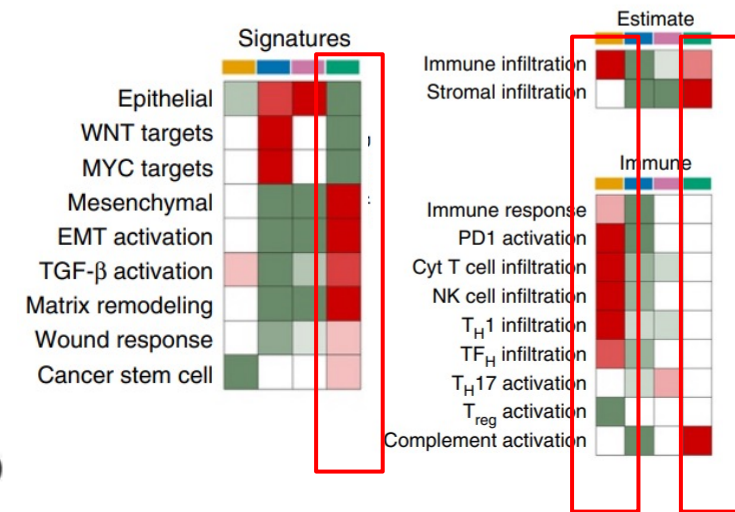 Signatures
Epithelial
WNT targets
MYC targets
Mesenchymal
EMT activation
TGF-β activation
Matrix remodeling
Wound response
Cancer stem cell
Estimate
Immune infiltration
Stromal infiltration
Immune
Immune response
PD1 activation
Cyt T cell infiltration
NK cell infiltration
TH1 infiltration
TFH infiltration
TH17 activation
Treg activation
Complement activation